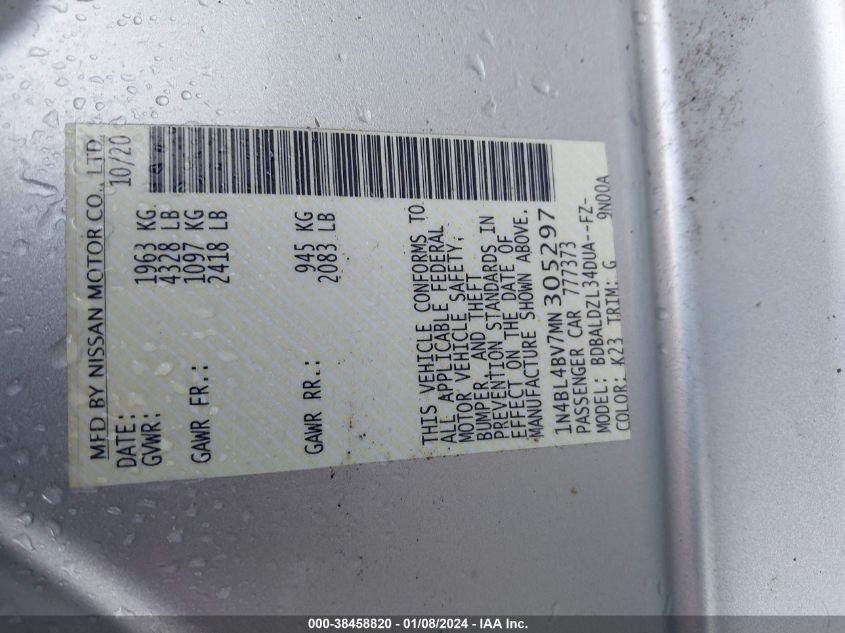 MFD BY NISSAN MOTOR CO., LTD.
DATE: 10/20
GVWR: 1963 KG
4328 LB
GAWR FR.: 1097 KG
2418 LB
GAWR RR.: 945 KG
2083 LB
THIS VEHICLE CONFORMS TO
ALL APPLICABLE FEDERAL
MOTOR VEHICLE SAFETY,
BUMPER, AND THEFT
PREVENTION STANDARDS IN
EFFECT ON THE DATE OF
MANUFACTURE SHOWN ABOVE.
1N4BL4BV7MN305297
PASSENGER CAR 777373
MODEL: BDBALDZL34DUA--FZ-
COLOR: K23 TRIM: G 9N00A
000-38458820 - 01/08/2024 - IAA Inc.